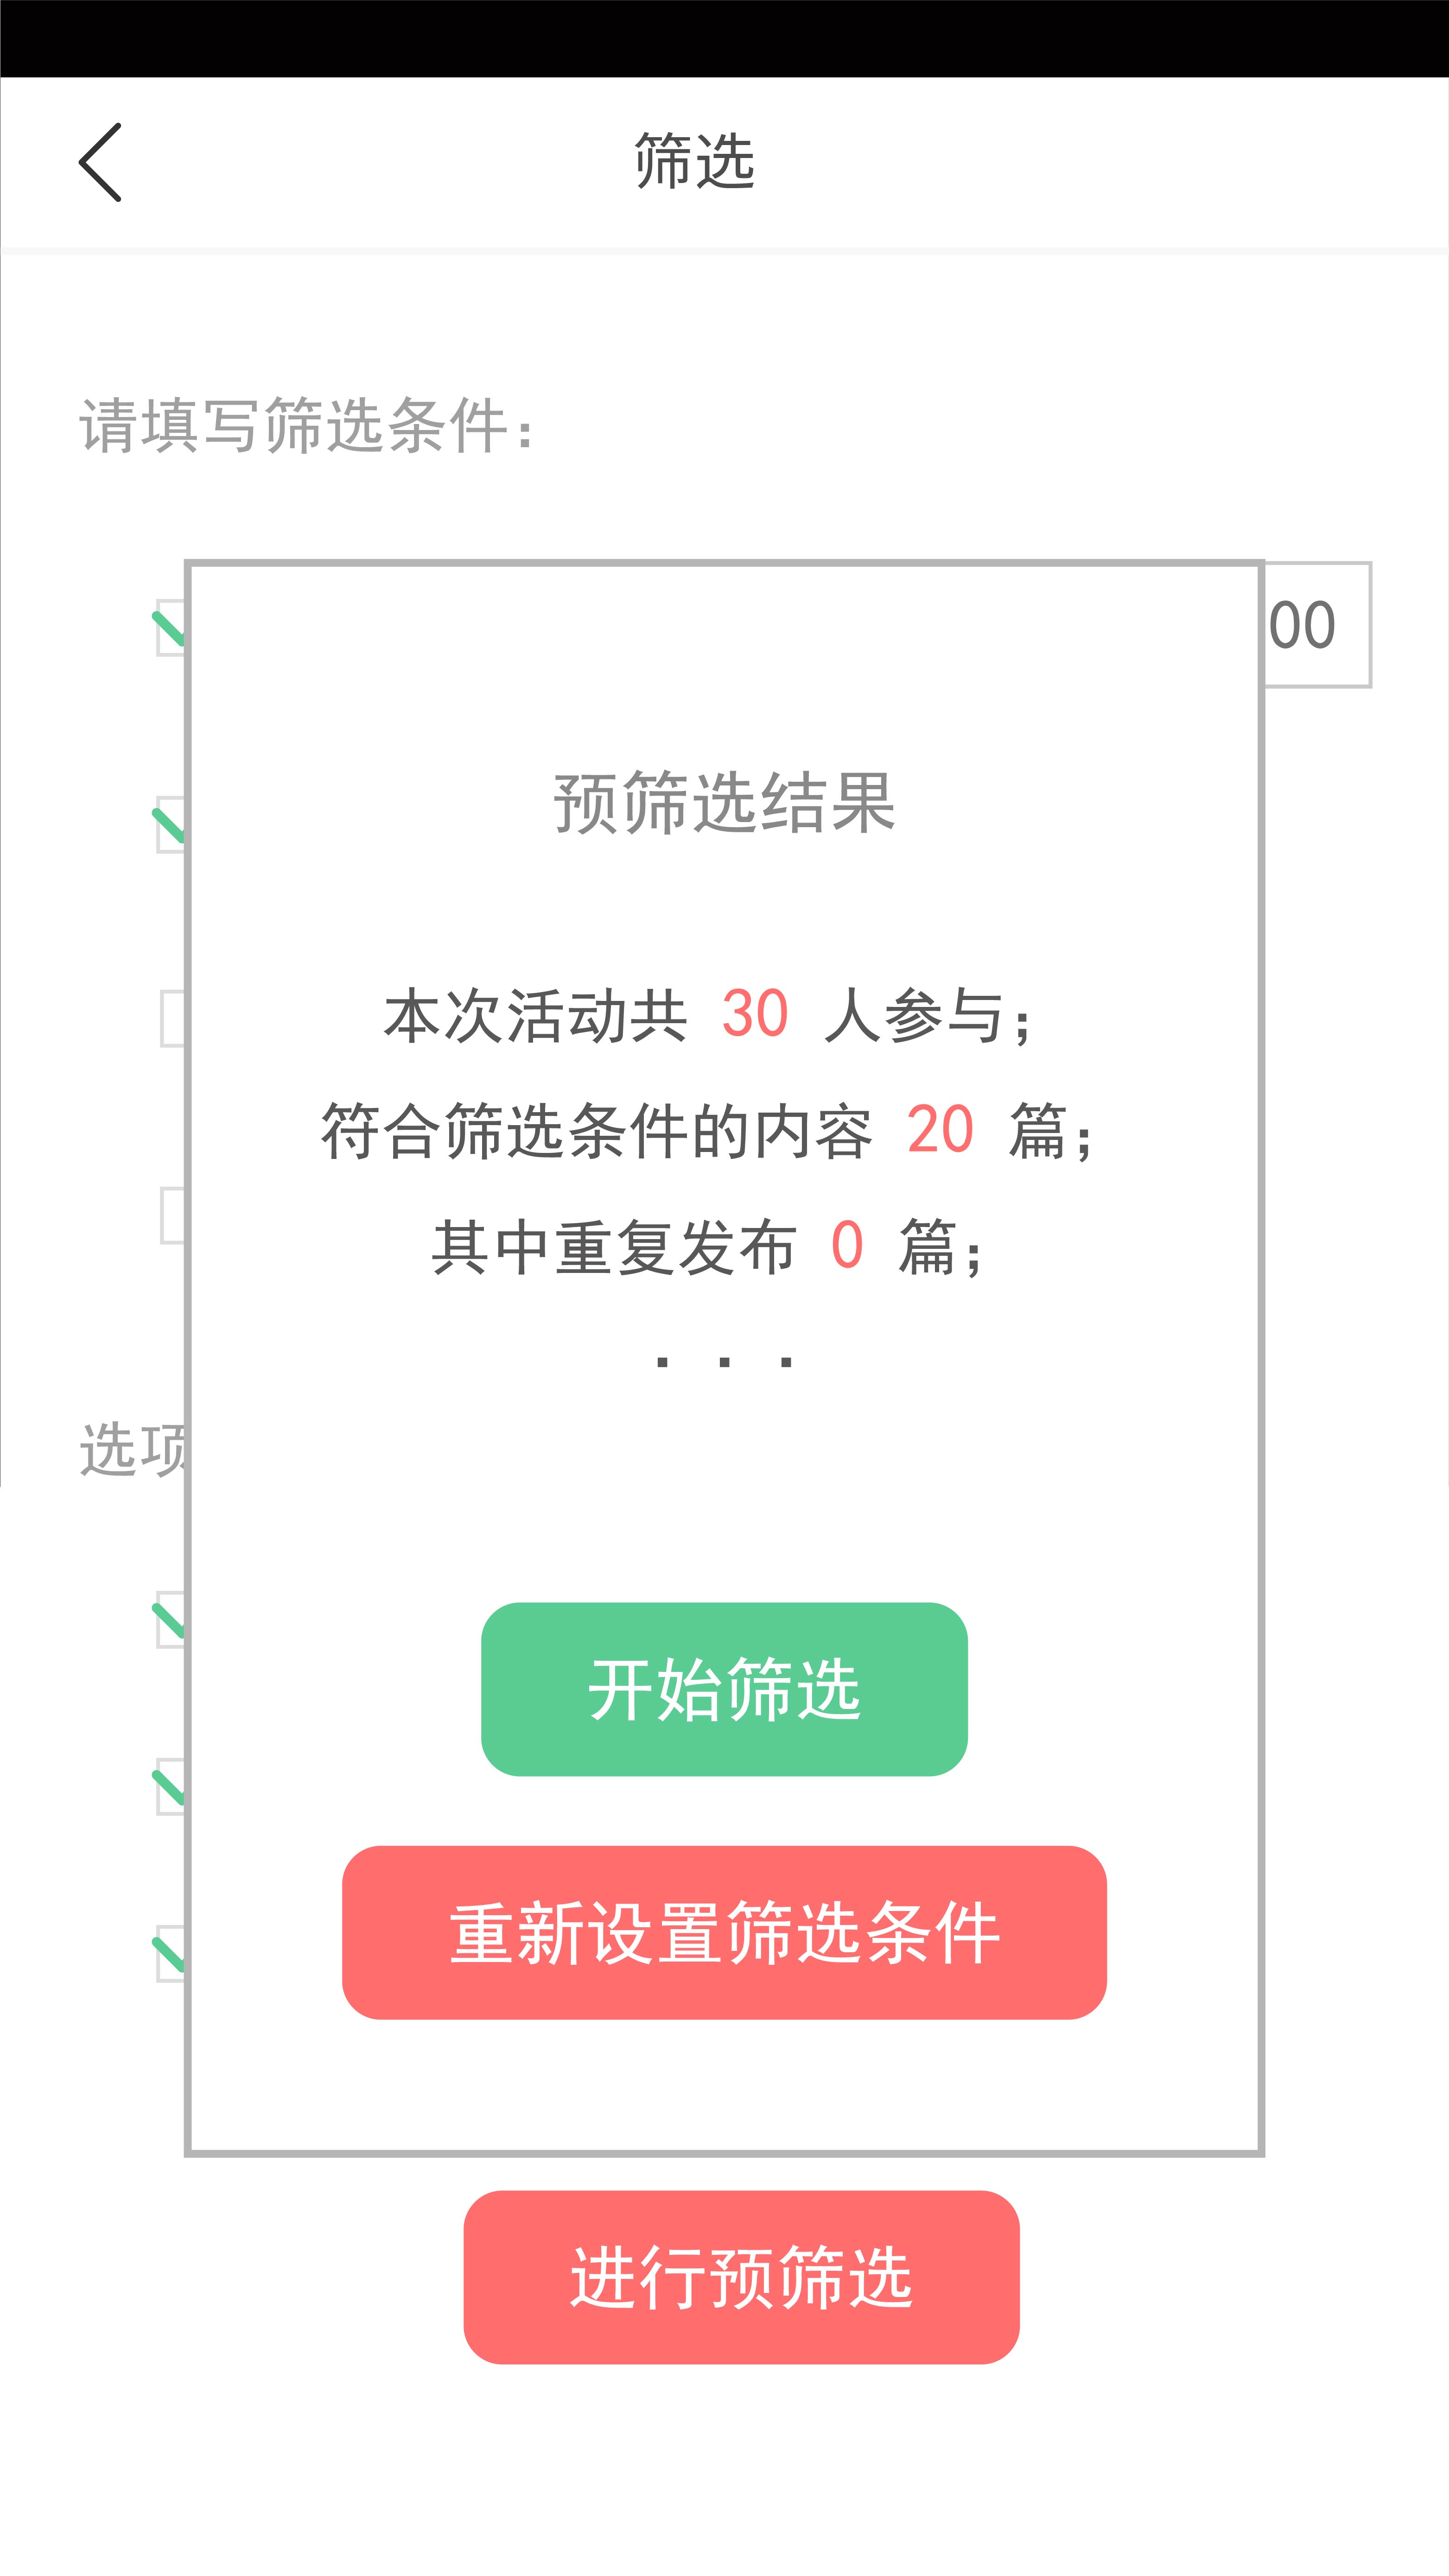 筛选
请填写筛选条件：
00
预筛选结果
本次活动共 30 人参与；
符合筛选条件的内容 20 篇；
其中重复发布 0 篇；
. . .
选项
开始筛选
重新设置筛选条件
进行预筛选